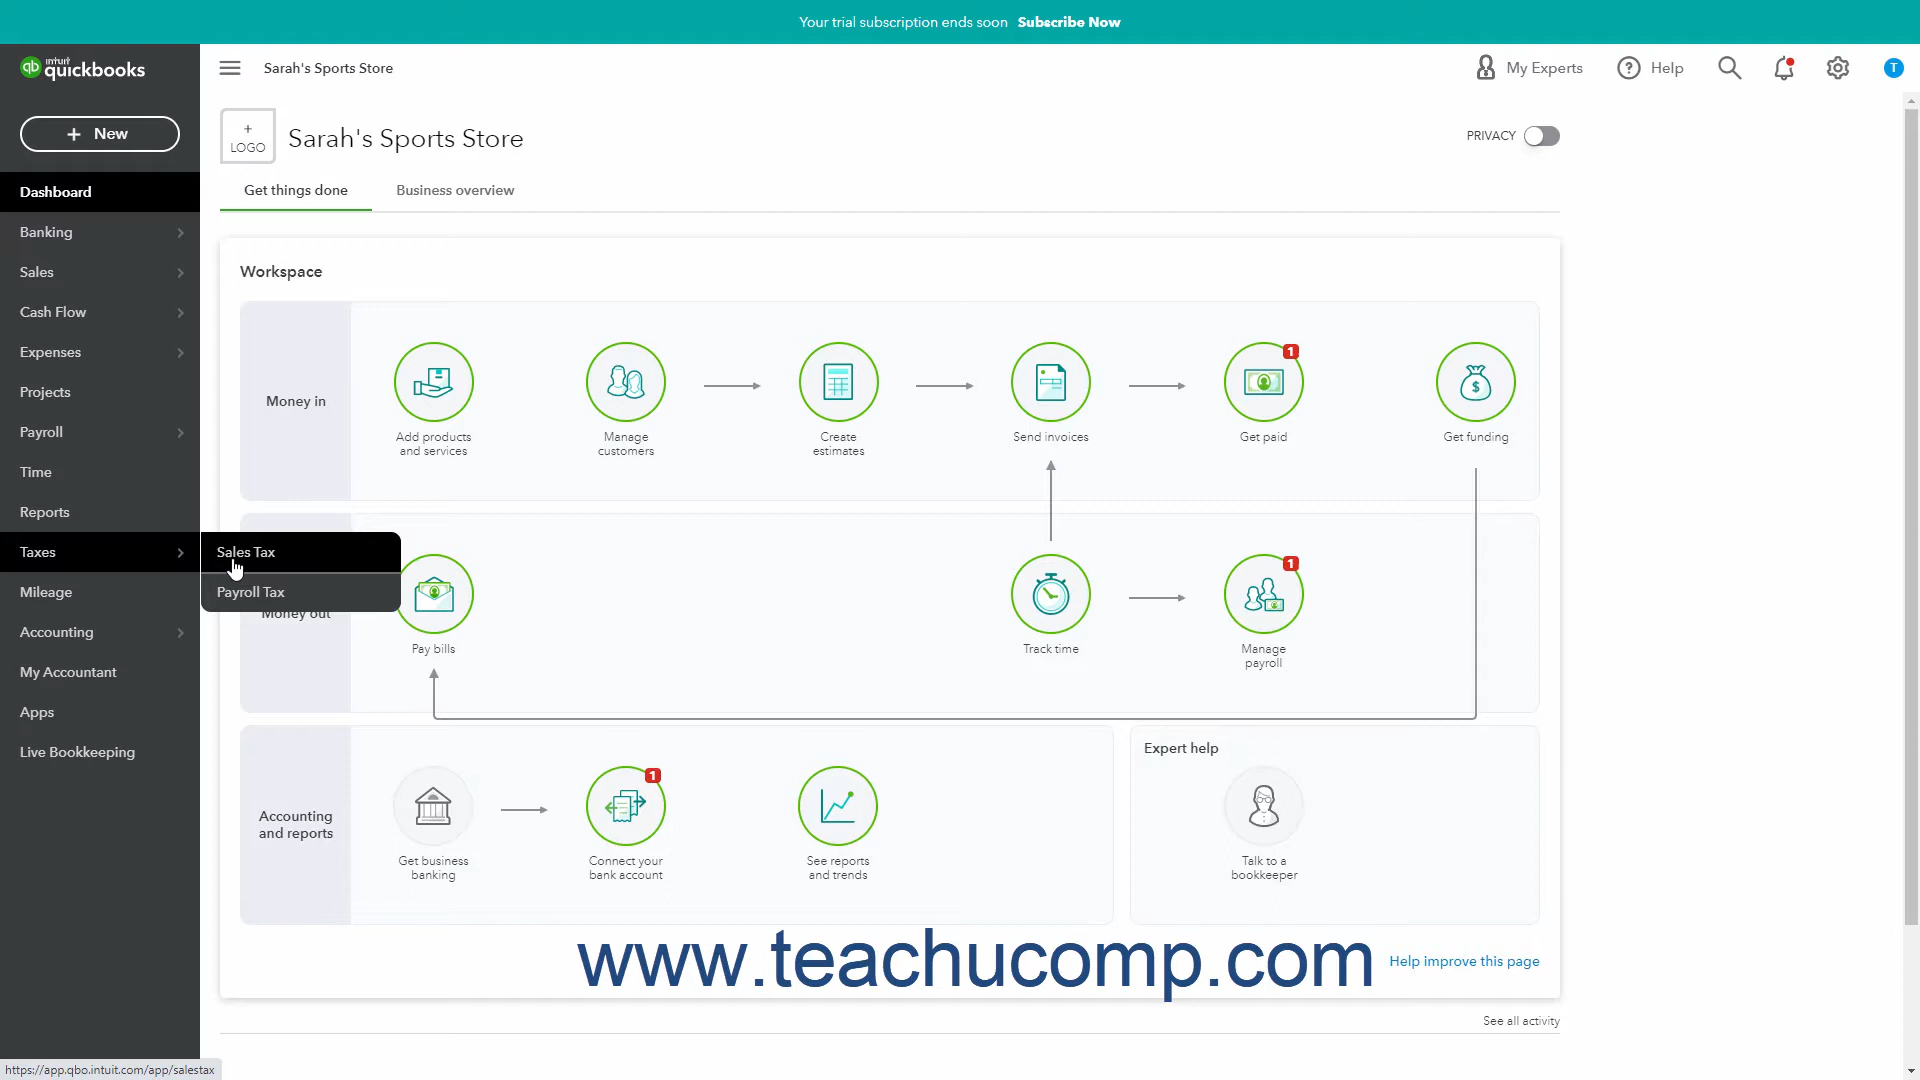 Your trial subscription ends soon Subscribe Now
intuit
quickbooks
Sarah's Sports Store
My Experts
Help
T
+ New
+
LOGO
Sarah's Sports Store
PRIVACY
Get things done
Business overview
Dashboard
Banking
Sales
Cash Flow
Expenses
Projects
Payroll
Time
Reports
Taxes
Mileage
Accounting
My Accountant
Apps
Live Bookkeeping
Sales Tax
Payroll Tax
Workspace
Money in
Add products
and services
Manage
customers
Create
estimates
Send invoices
1
Get paid
Get funding
Money out
Pay bills
Track time
1
Manage
payroll
Accounting
and reports
Get business
banking
1
Connect your
bank account
See reports
and trends
Expert help
Talk to a
bookkeeper
www.teachucomp.com
Help improve this page
See all activity
https://app.qbo.intuit.com/app/salestax